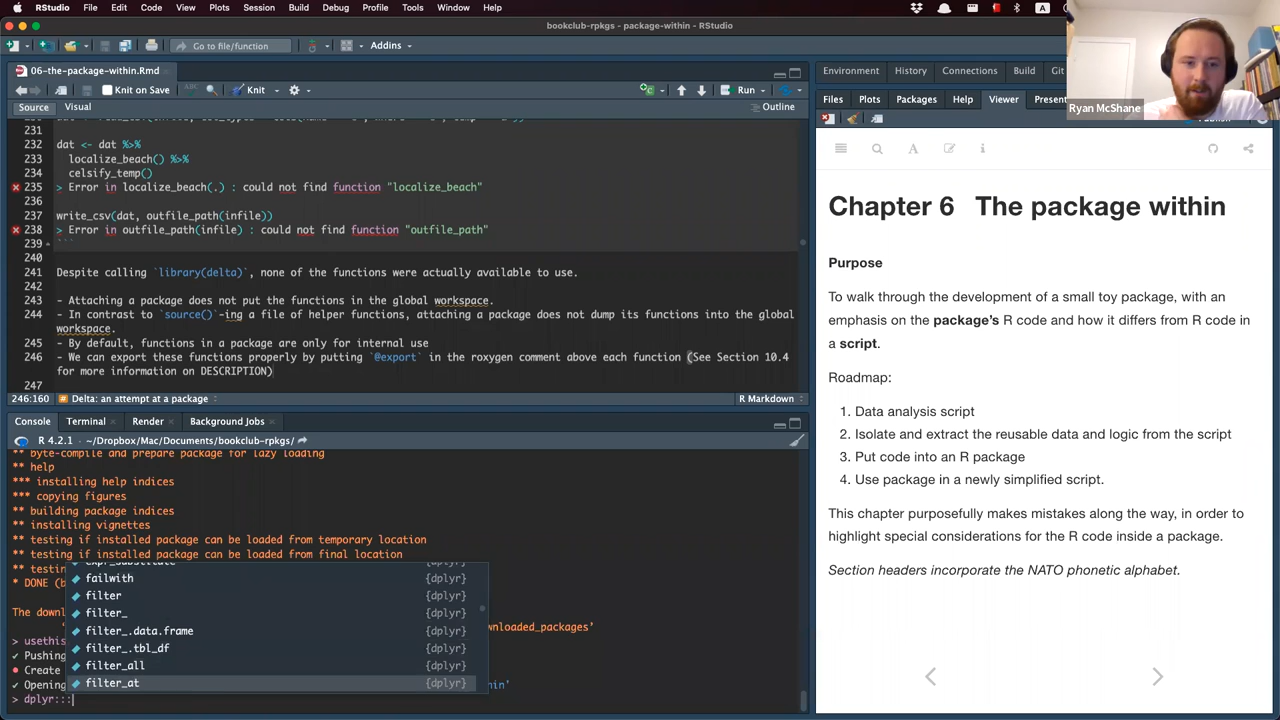 RStudio File Edit Code View Plots Session Build Debug Profile Tools Window Help
bookclub-rpkgs - package-within - RStudio
Go to file/function Addins
06-the-package-within.Rmd
Knit on Save Knit Run
Source Visual Outline
231
232 dat <- dat %>%
233 localize_beach() %>%
234 celsify_temp()
235 > Error in localize_beach(.) : could not find function "localize_beach"
236
237 write_csv(dat, outfile_path(infile))
238 > Error in outfile_path(infile) : could not find function "outfile_path"
239 ```
240
241 Despite calling `library(delta)`, none of the functions were actually available to use.
242
243 - Attaching a package does not put the functions in the global workspace.
244 - In contrast to `source()`-ing a file of helper functions, attaching a package does not dump its functions into the global
workspace.
245 - By default, functions in a package are only for internal use
246 - We can export these functions properly by putting `@export` in the roxygen comment above each function (See Section 10.4
for more information on DESCRIPTION)
247
246:160 Delta: an attempt at a package R Markdown
Console Terminal Render Background Jobs
R 4.2.1 · ~/Dropbox/Mac/Documents/bookclub-rpkgs/
** byte-compile and prepare package for lazy loading
** help
*** installing help indices
*** copying figures
** building package indices
** installing vignettes
** testing if installed package can be loaded from temporary location
** testing if installed package can be loaded from final location
** testin
* DONE (b
The downl
ownloaded_packages’
> usethis
✔ Pushing
● Create
✔ Opening
> dplyr:::
failwith {dplyr}
filter {dplyr}
filter_ {dplyr}
filter_.data.frame {dplyr}
filter_.tbl_df {dplyr}
filter_all {dplyr}
filter_at {dplyr}
Environment History Connections Build Git
Files Plots Packages Help Viewer Present
Ryan McShane
Chapter 6 The package within
Purpose
To walk through the development of a small toy package, with an
emphasis on the package’s R code and how it differs from R code in
a script.
Roadmap:
1. Data analysis script
2. Isolate and extract the reusable data and logic from the script
3. Put code into an R package
4. Use package in a newly simplified script.
This chapter purposefully makes mistakes along the way, in order to
highlight special considerations for the R code inside a package.
Section headers incorporate the NATO phonetic alphabet.